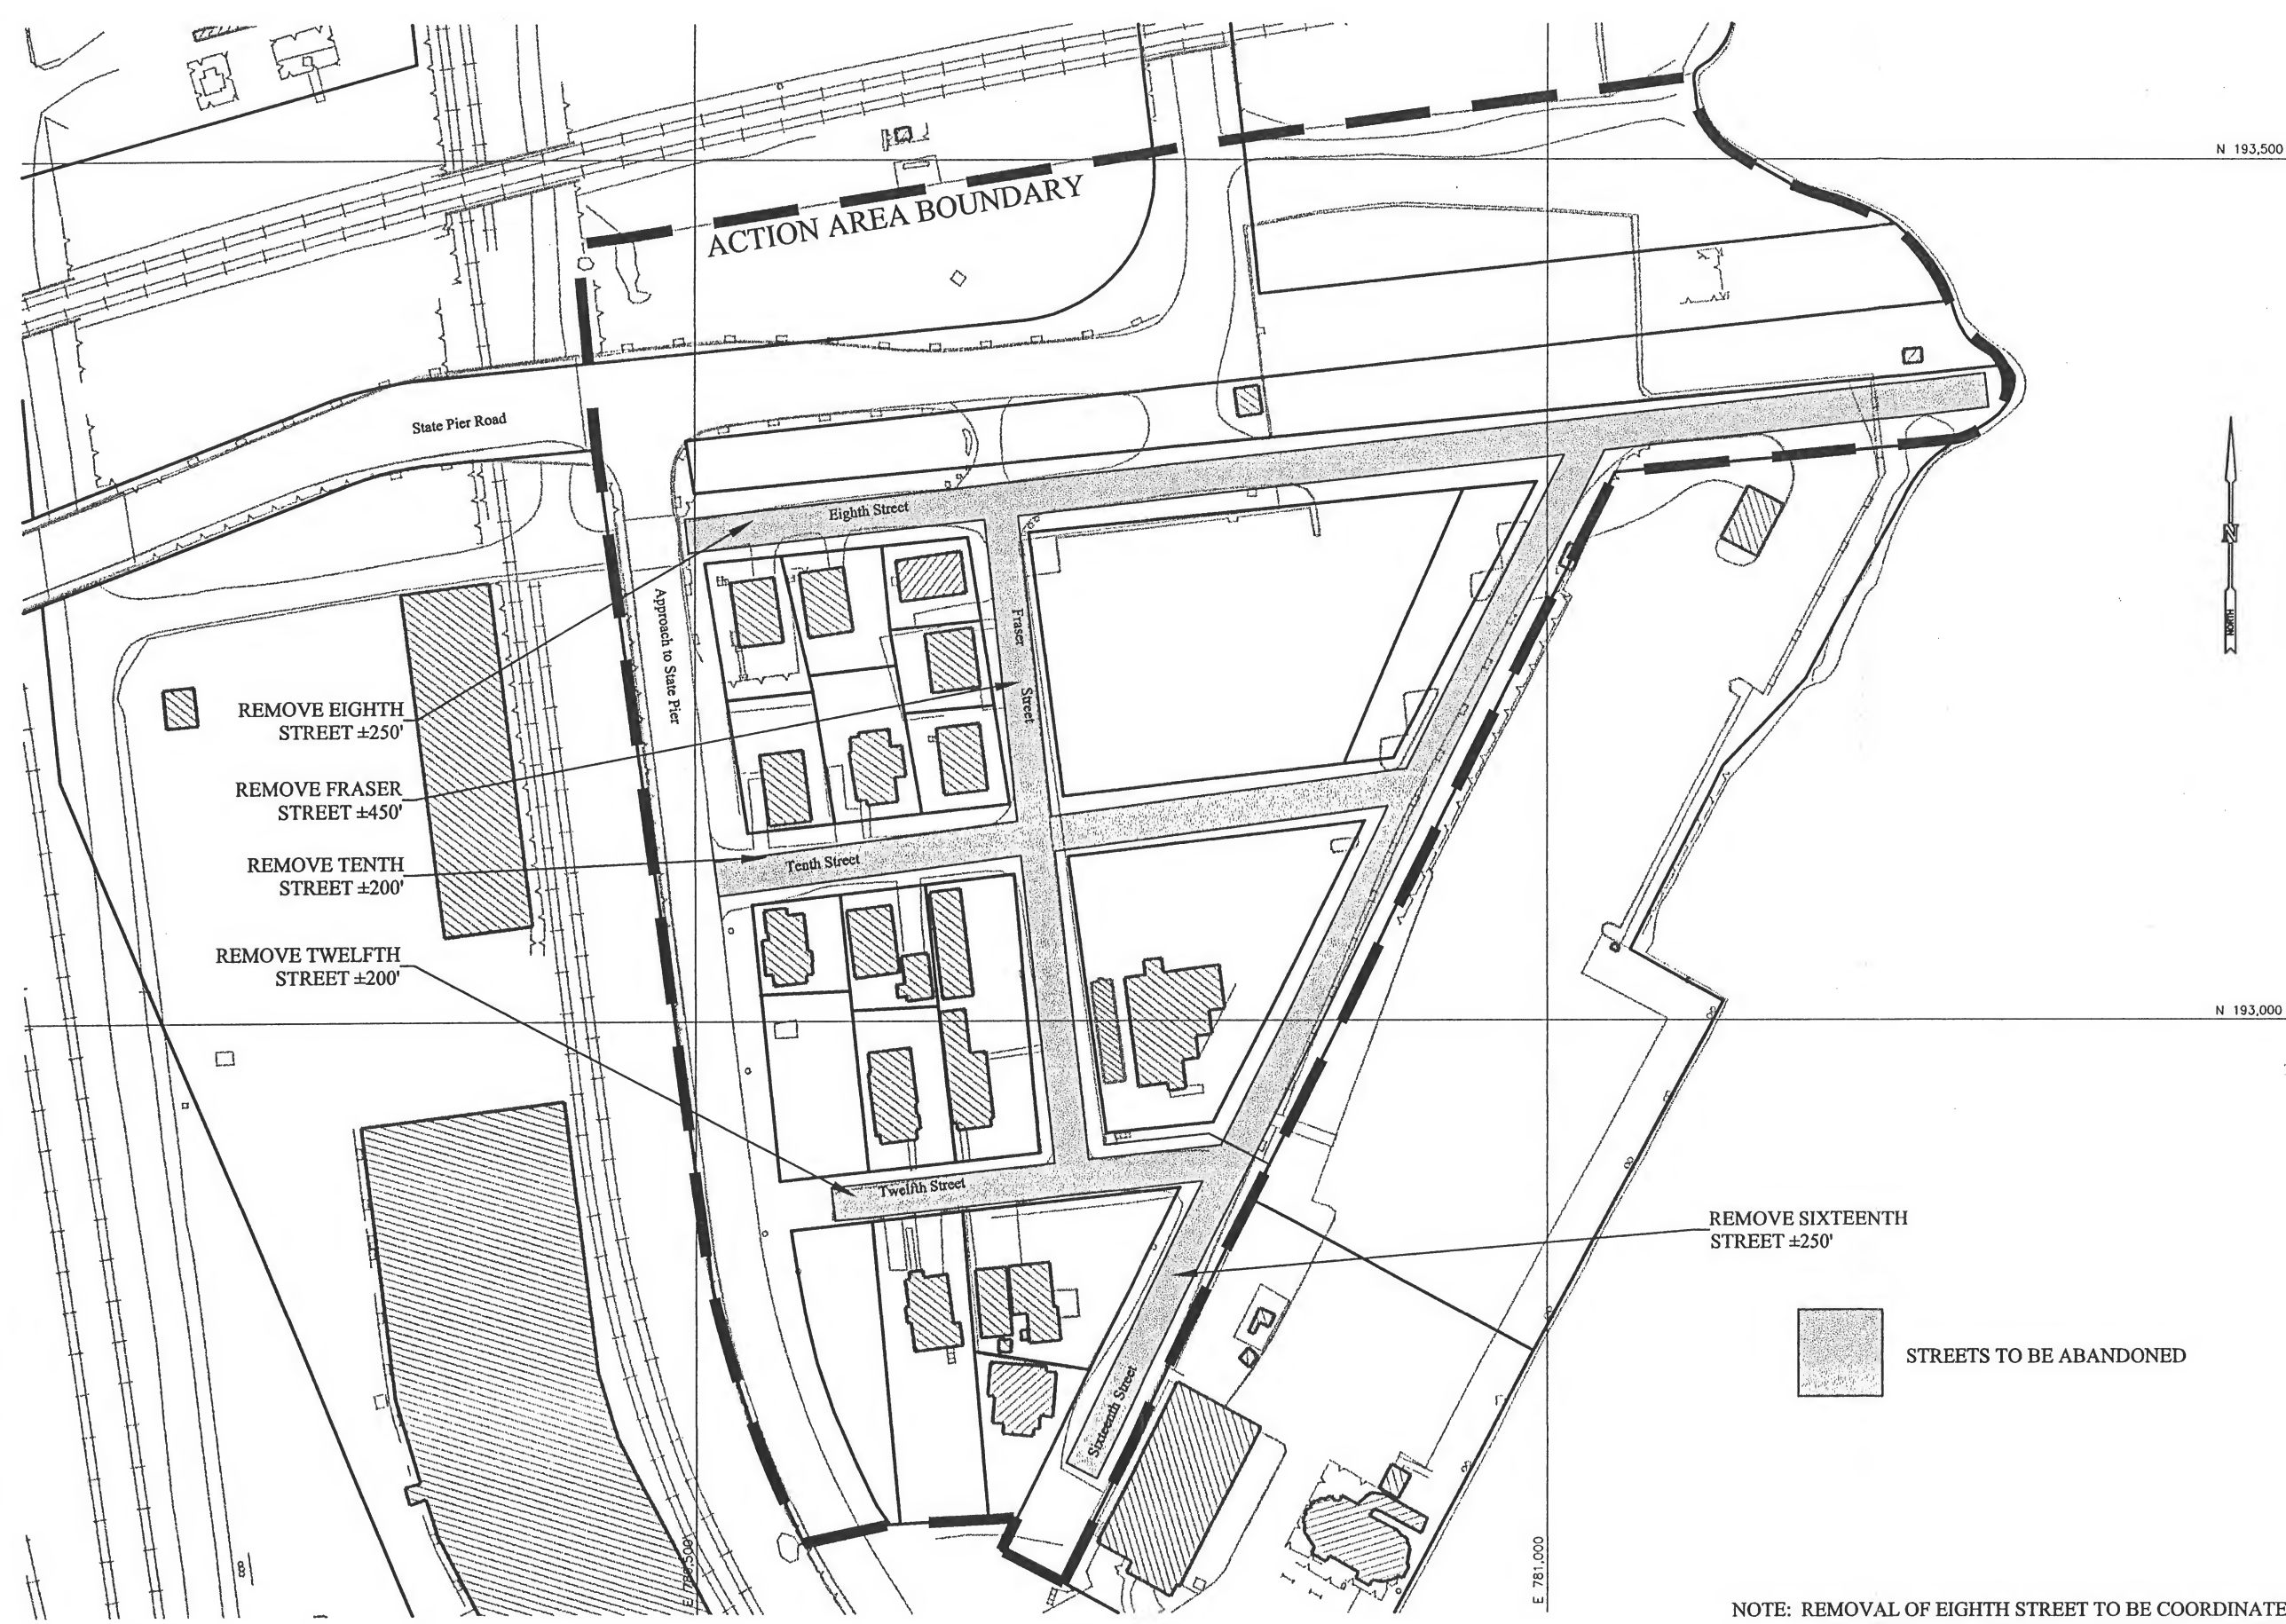 N 193,500
ACTION AREA BOUNDARY
State Pier Road
Eighth Street
Approach to State Pier
Fraser
Street
N
NORTH
REMOVE EIGHTH
STREET ±250'
REMOVE FRASER
STREET ±450'
REMOVE TENTH
STREET ±200'
Tenth Street
REMOVE TWELFTH
STREET ±200'
N 193,000
Twelfth Street
REMOVE SIXTEENTH
STREET ±250'
STREETS TO BE ABANDONED
Sixteenth Street
E 780,500
E 781,000
NOTE: REMOVAL OF EIGHTH STREET TO BE COORDINATE